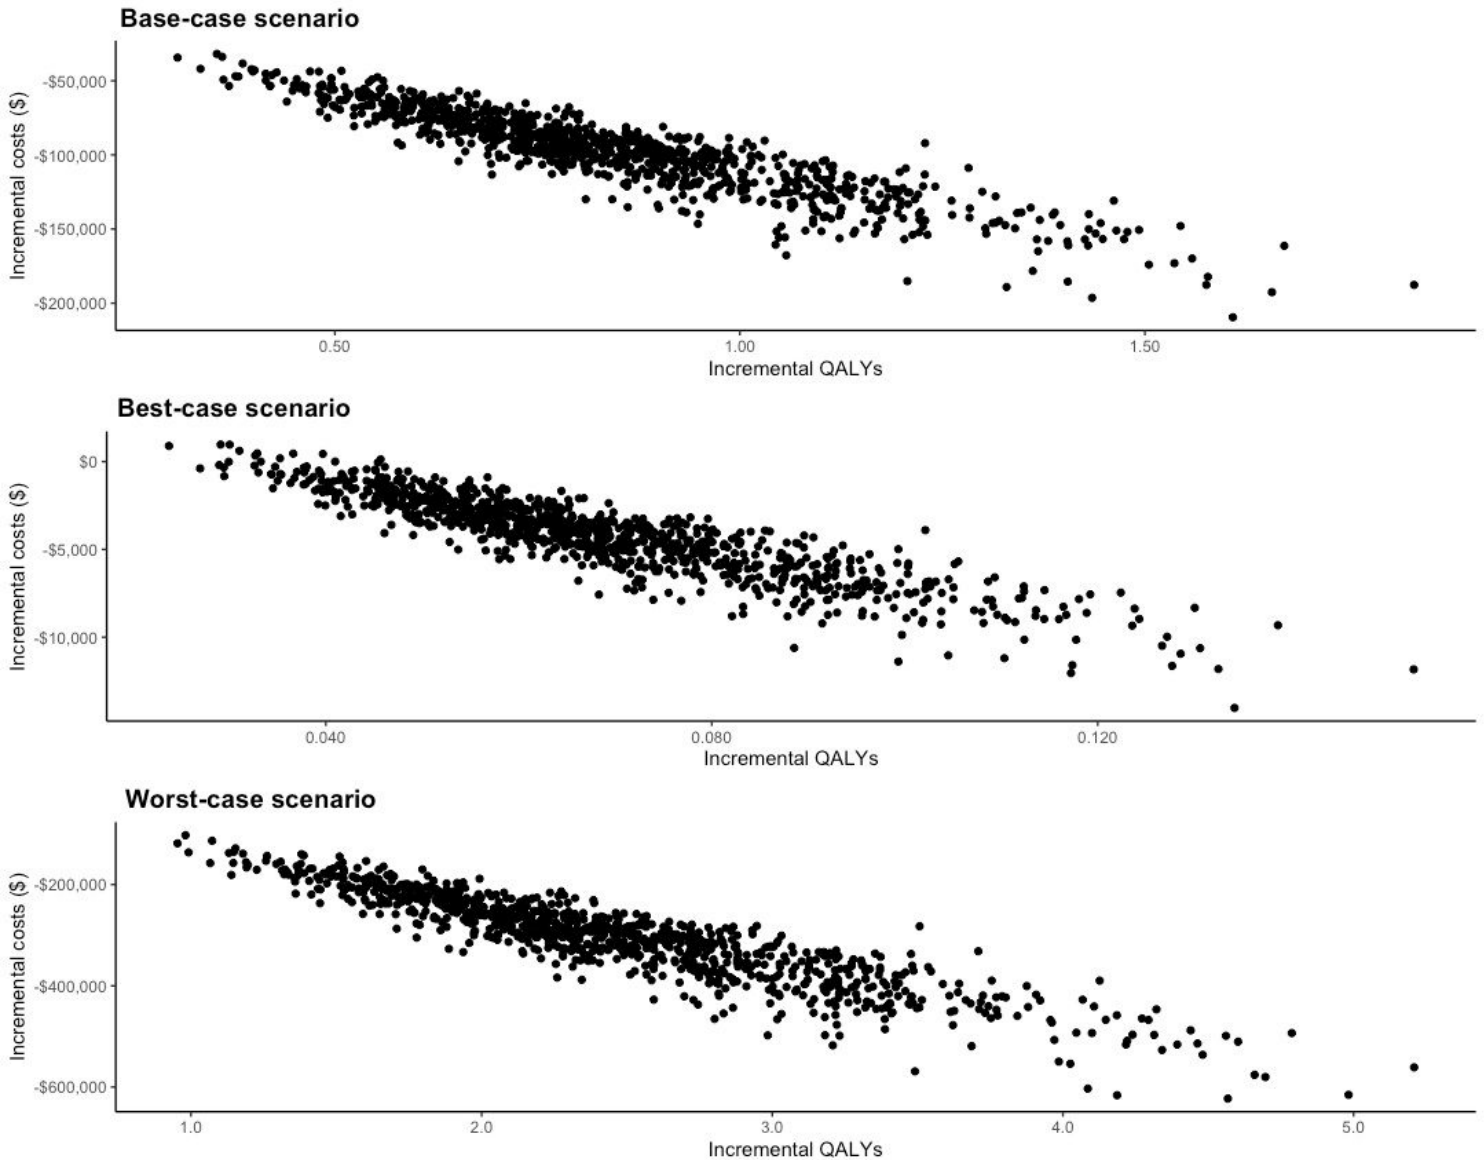 Base-case scenario
Incremental costs ($)
-$50,000
-$100,000
-$150,000
-$200,000
0.50 1.00 1.50
Incremental QALYs
Best-case scenario
Incremental costs ($)
$0
-$5,000
-$10,000
0.040 0.080 0.120
Incremental QALYs
Worst-case scenario
Incremental costs ($)
-$200,000
-$400,000
-$600,000
1.0 2.0 3.0 4.0 5.0
Incremental QALYs